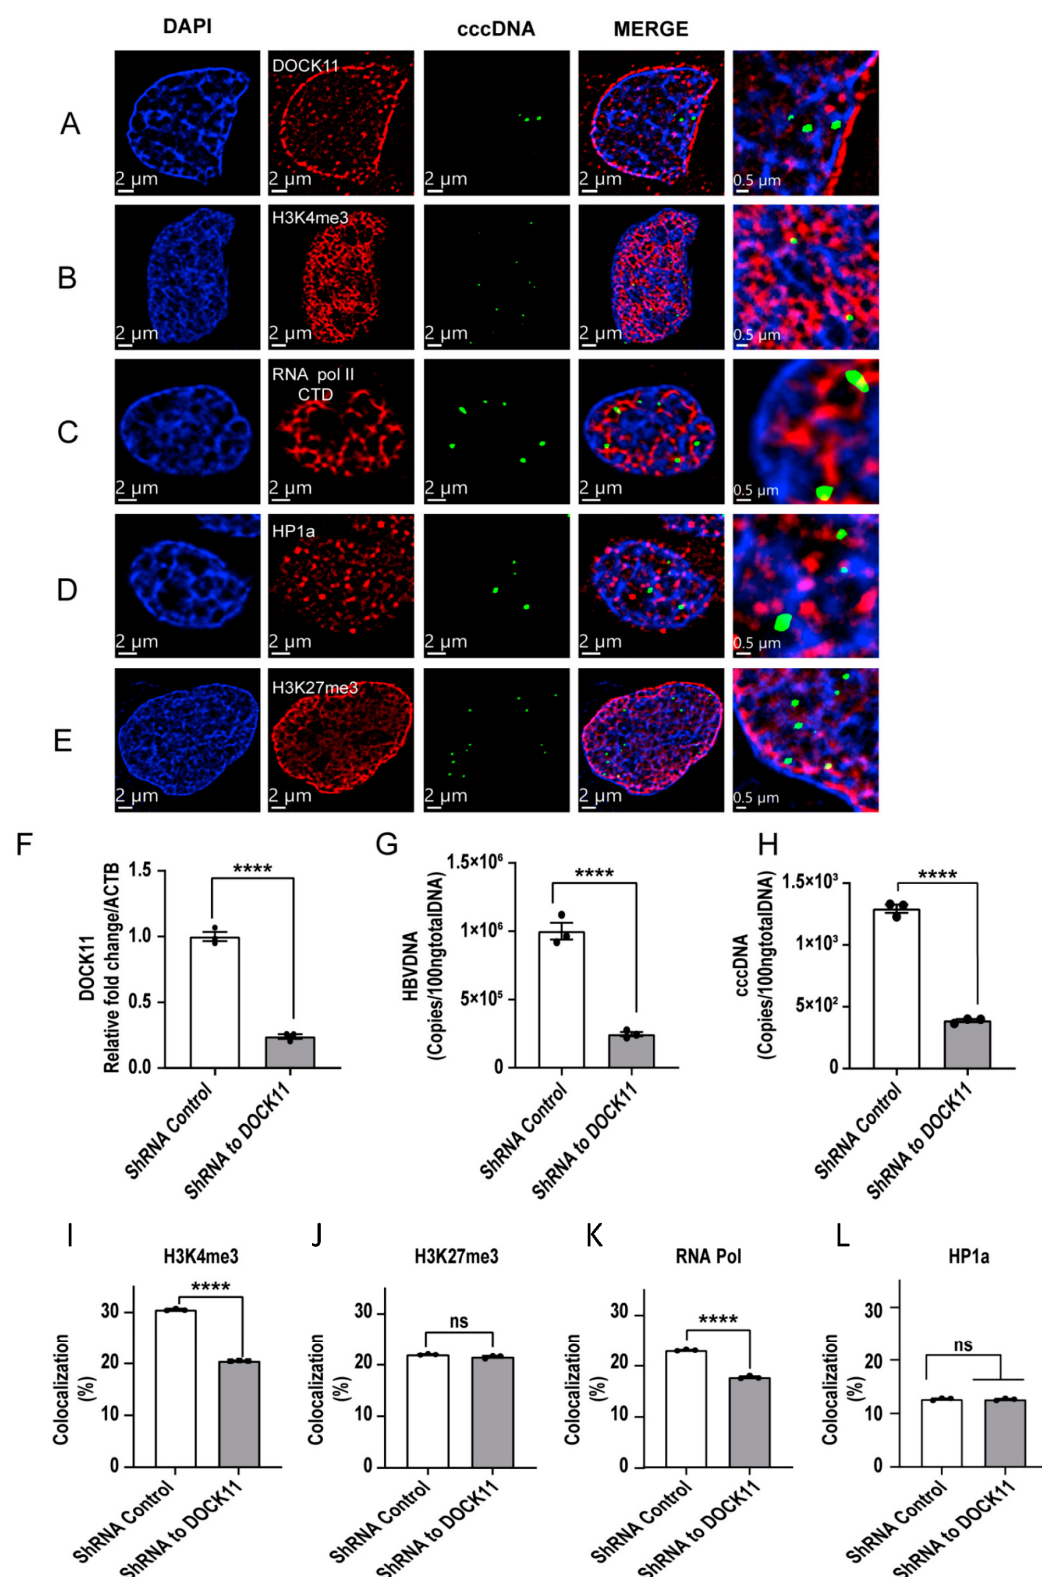 DAPI cccDNA MERGE
A
DOCK11
2 µm 2 µm 2 µm 2 µm 0.5 µm
B
H3K4me3
2 µm 2 µm 2 µm 2 µm 0.5 µm
C
RNA pol II
CTD
2 µm 2 µm 2 µm 2 µm 0.5 µm
D
HP1a
2 µm 2 µm 2 µm 2 µm 0.5 µm
E
H3K27me3
2 µm 2 µm 2 µm 2 µm 0.5 µm
F
DOCK11
Relative fold change/ACTB
1.5
1.0
0.5
0.0
****
ShRNA Control
ShRNA to DOCK11
G
HBVDNA
(Copies/100ngtotalDNA)
1.5×10⁶
1×10⁶
5×10⁵
0
****
ShRNA Control
ShRNA to DOCK11
H
cccDNA
(Copies/100ngtotalDNA)
1.5×10³
1×10³
5×10²
0
****
ShRNA Control
ShRNA to DOCK11
I
H3K4me3
Colocalization
(%)
30
20
10
0
****
ShRNA Control
ShRNA to DOCK11
J
H3K27me3
Colocalization
(%)
30
20
10
0
ns
ShRNA Control
ShRNA to DOCK11
K
RNA Pol
Colocalization
(%)
30
20
10
0
****
ShRNA Control
ShRNA to DOCK11
L
HP1a
Colocalization
(%)
30
20
10
0
ns
ShRNA Control
ShRNA to DOCK11